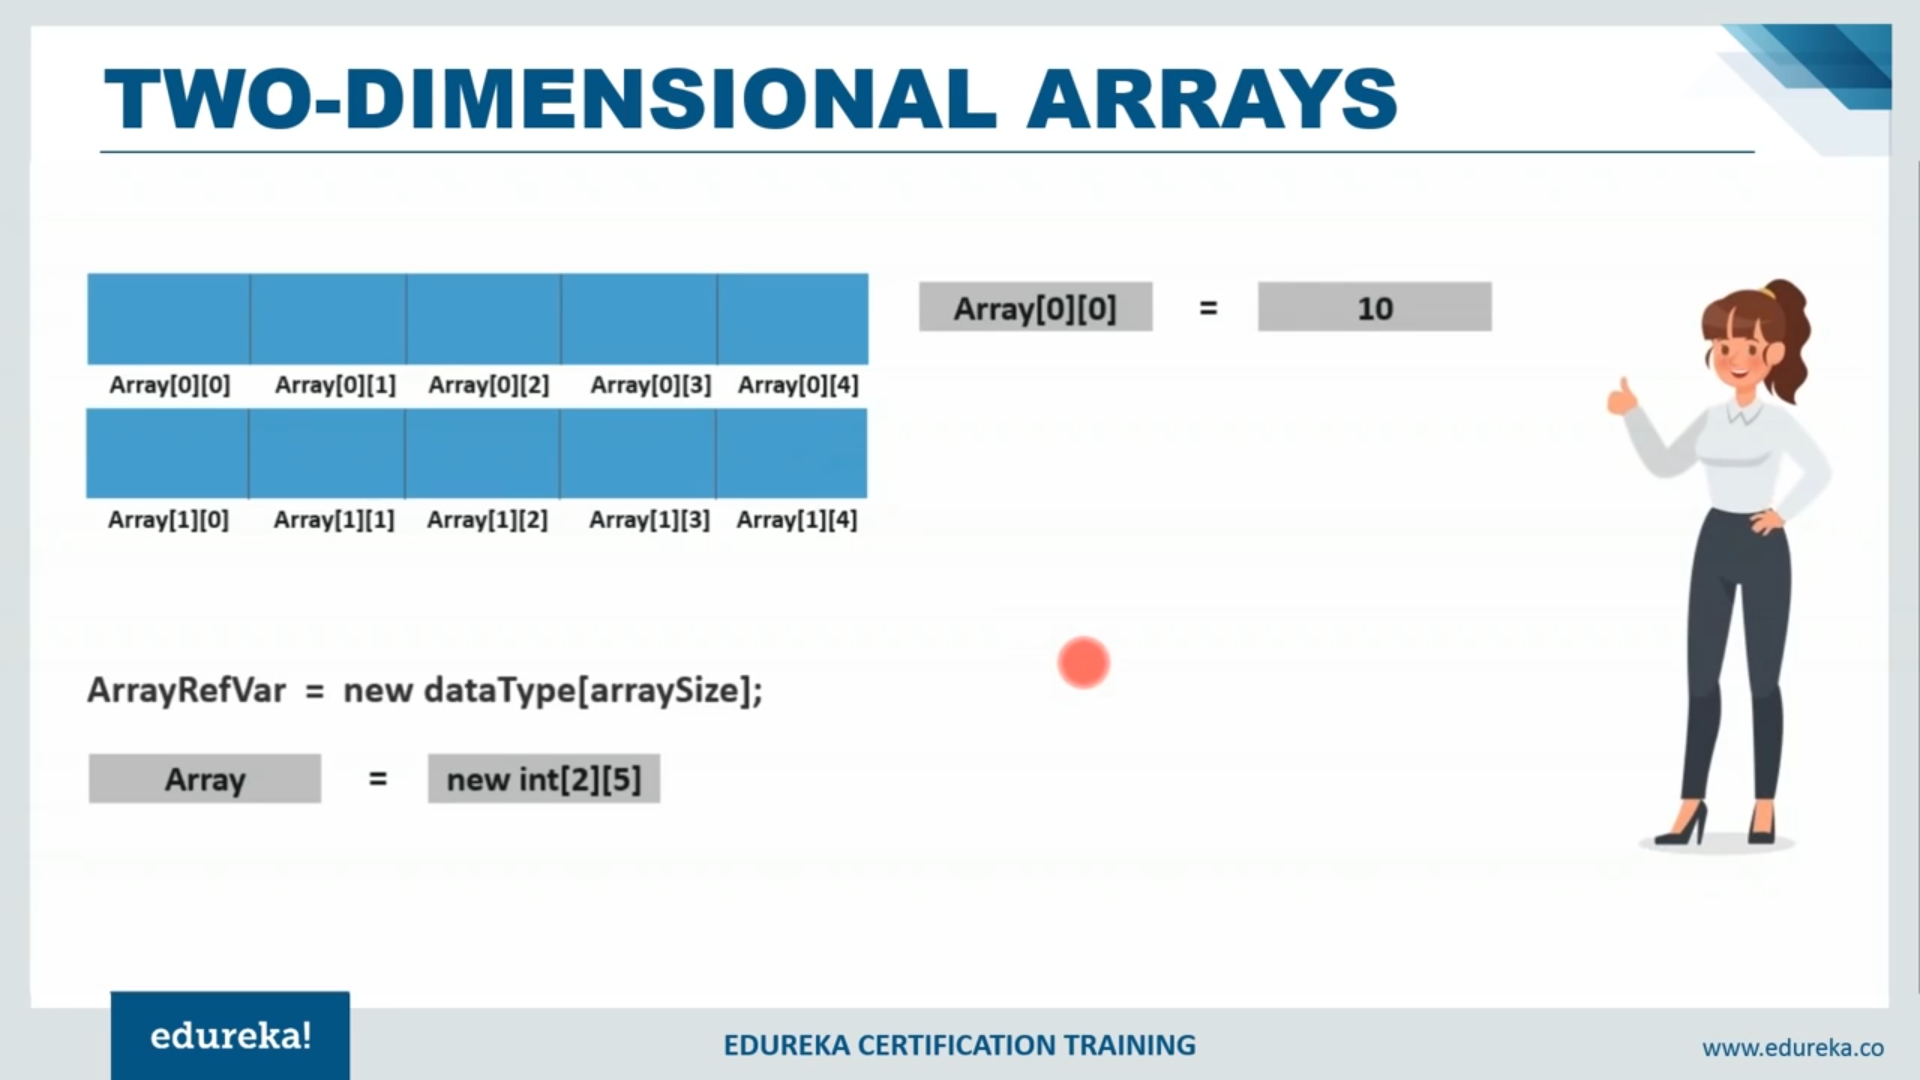 TWO-DIMENSIONAL ARRAYS
Array[0][0] = 10
Array[0][0] Array[0][1] Array[0][2] Array[0][3] Array[0][4]
Array[1][0] Array[1][1] Array[1][2] Array[1][3] Array[1][4]
ArrayRefVar = new dataType[arraySize];
Array = new int[2][5]
edureka!
EDUREKA CERTIFICATION TRAINING
www.edureka.co